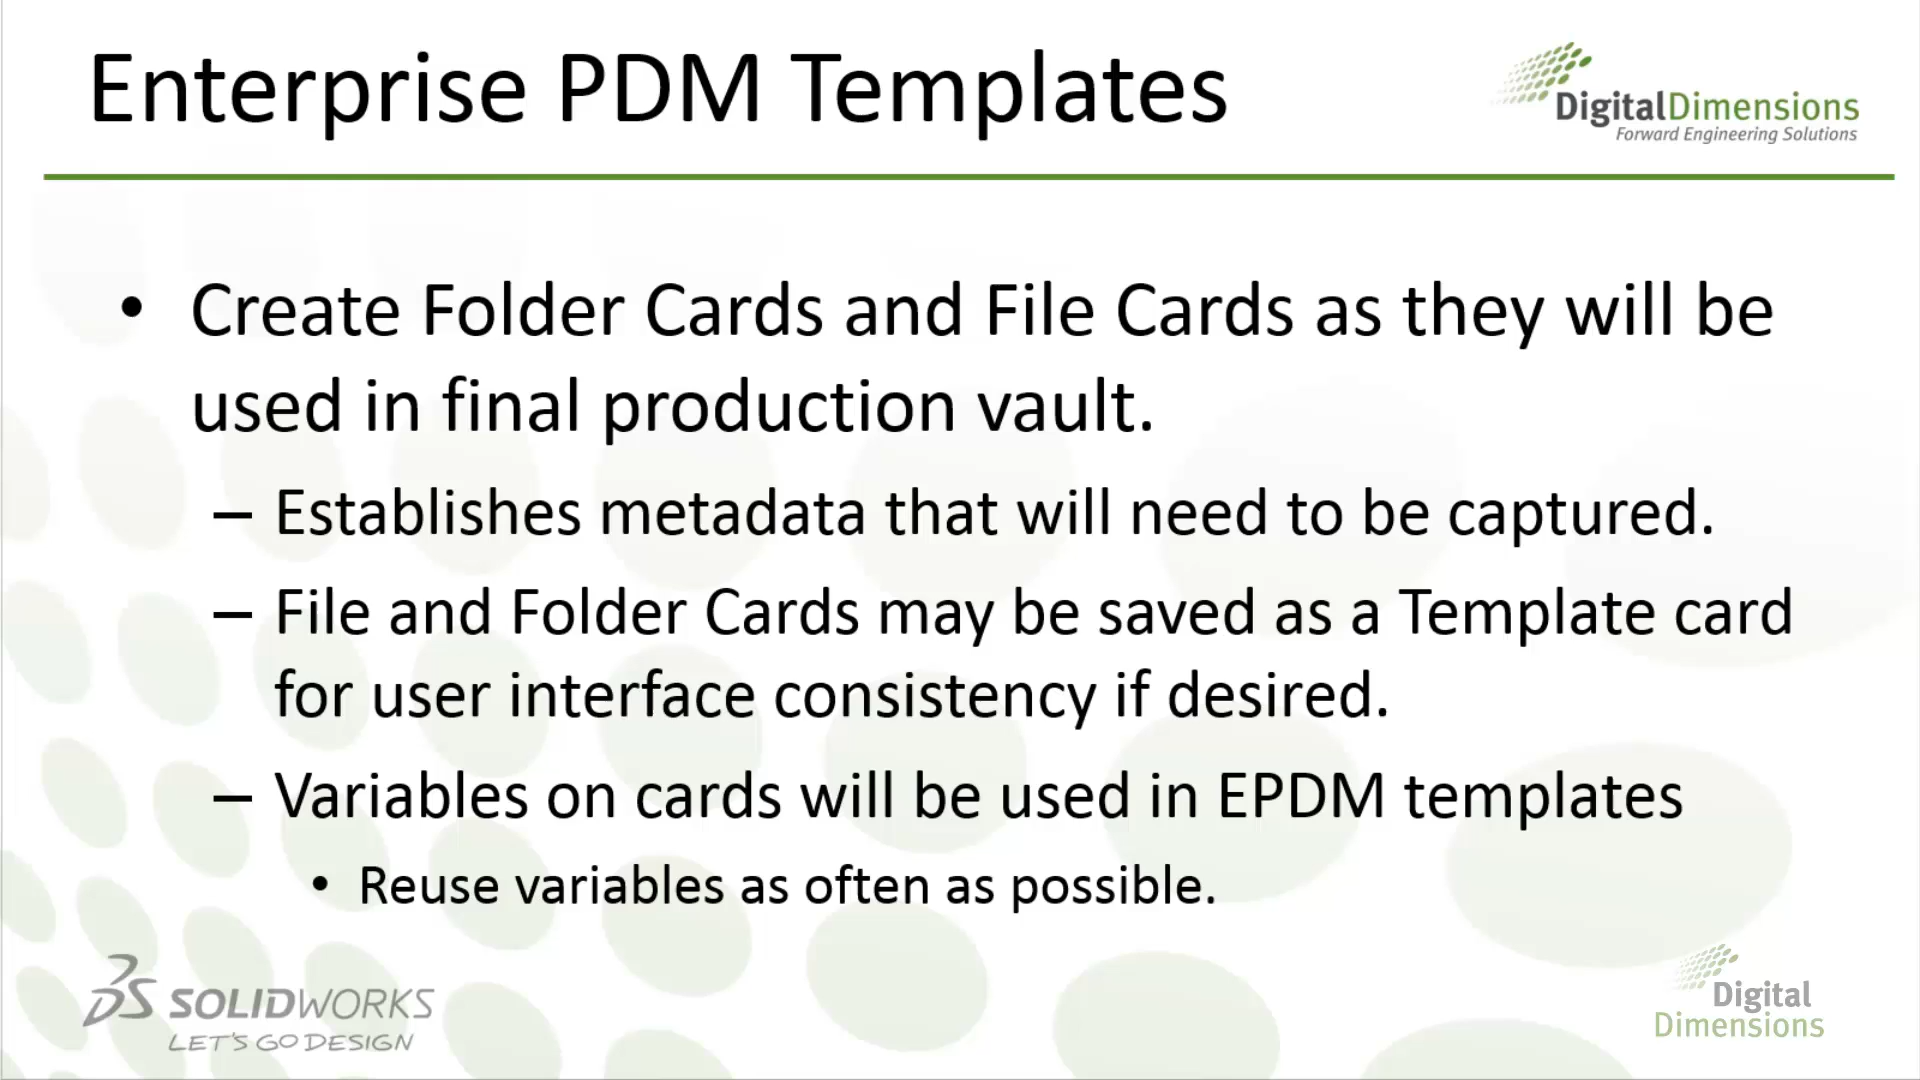 Enterprise PDM Templates
DigitalDimensions
Forward Engineering Solutions
• Create Folder Cards and File Cards as they will be
used in final production vault.
– Establishes metadata that will need to be captured.
– File and Folder Cards may be saved as a Template card
for user interface consistency if desired.
– Variables on cards will be used in EPDM templates
• Reuse variables as often as possible.
3DS SOLIDWORKS
LET'S GO DESIGN
Digital
Dimensions